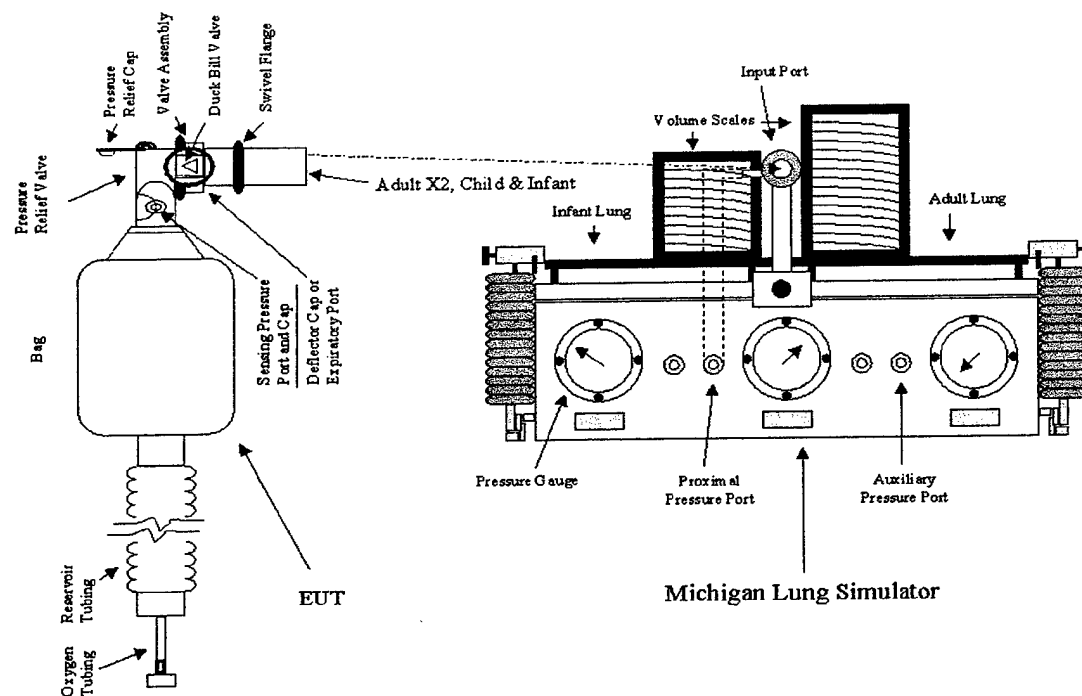 Pressure
Relief Cap
Valve Assembly
Duck Bill Valve
Swivel Flange
Pressure
Relief Valve
Adult X2, Child & Infant
Bag
Sensing Pressure
Port and Cap
Deflector Cap or
Expiratory Port
Reservoir
Tubing
Oxygen
Tubing
EUT
Input Port
Volume Scales
Infant Lung
Adult Lung
Pressure Gauge
Proximal
Pressure Port
Auxiliary
Pressure Port
Michigan Lung Simulator